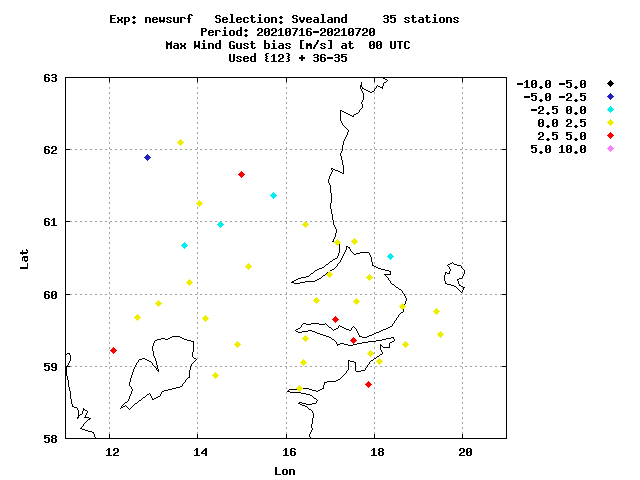 Exp: newsurf Selection: Svealand 35 stations
Period: 20210716-20210720
Max Wind Gust bias [m/s] at 00 UTC
Used {12} + 36-35
63
62
61
60
59
58
Lat
12
14
16
18
20
Lon
-10.0 -5.0
-5.0 -2.5
-2.5 0.0
0.0 2.5
2.5 5.0
5.0 10.0